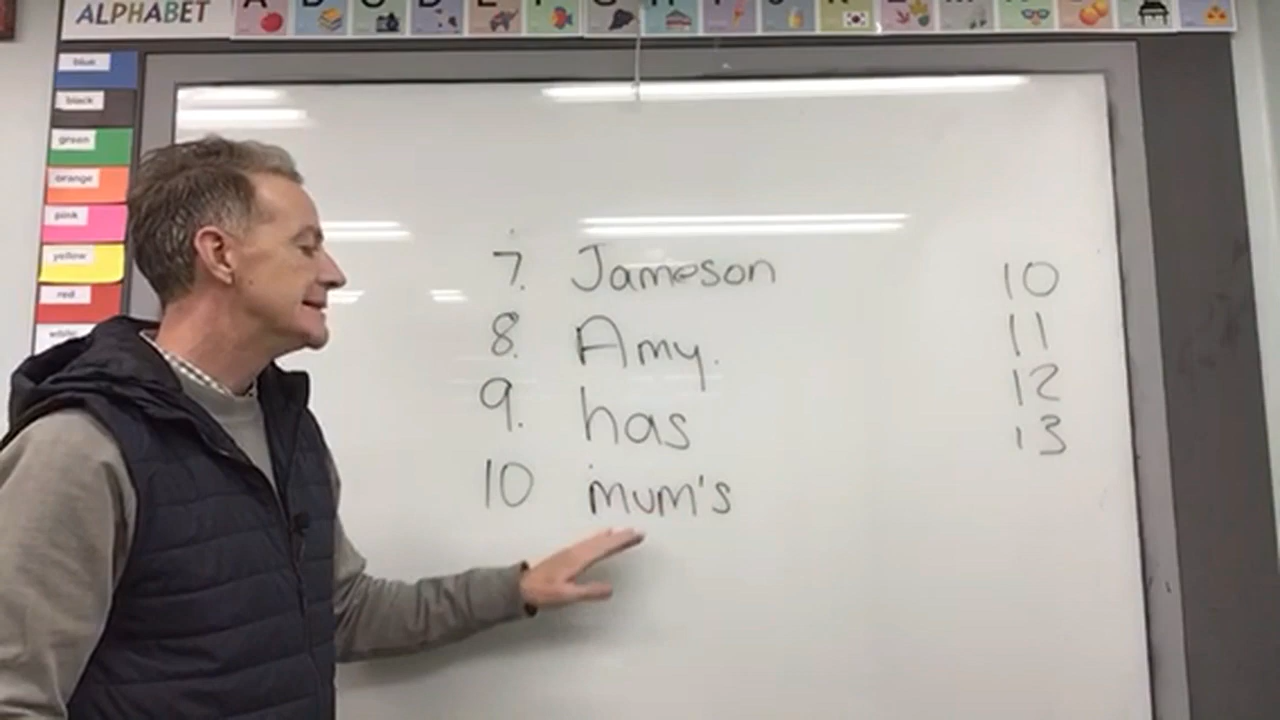 ALPHABET
blue
black
green
orange
pink
yellow
red
7. Jameson 10
8. Amy. 11
9. has 12
10 mum's 13